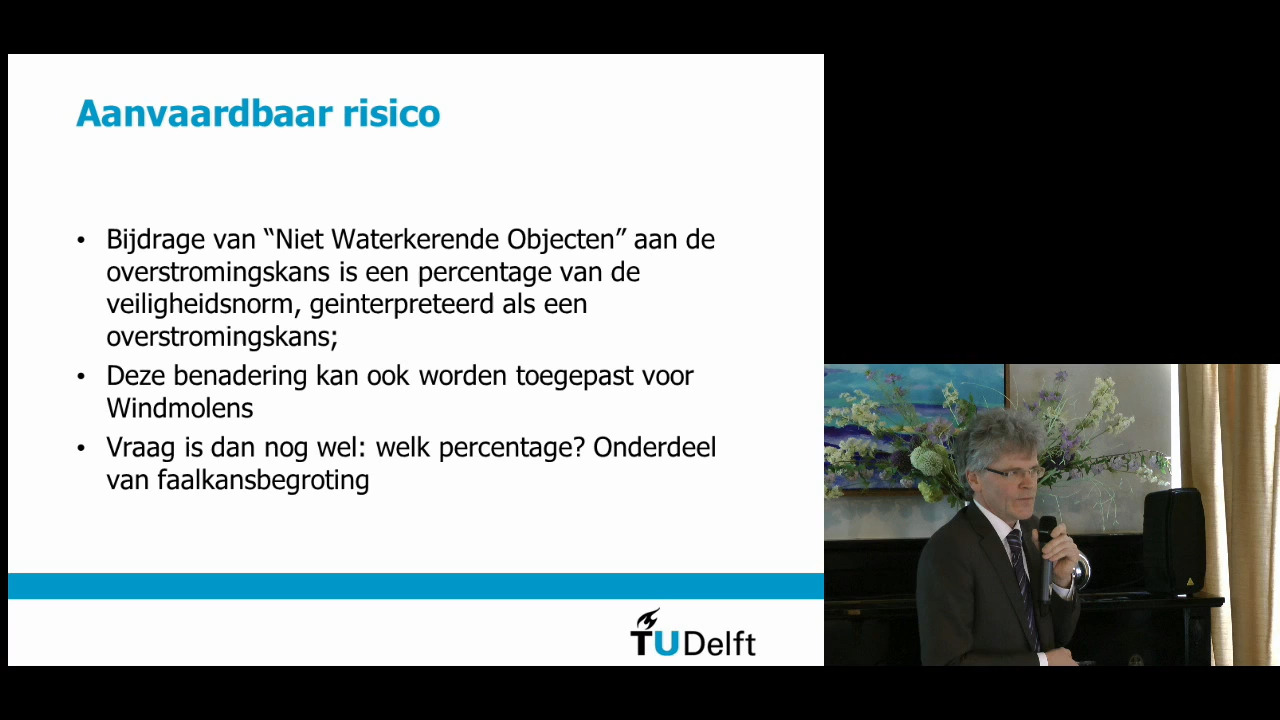 Aanvaardbaar risico
• Bijdrage van “Niet Waterkerende Objecten” aan de
overstromingskans is een percentage van de
veiligheidsnorm, geinterpreteerd als een
overstromingskans;
• Deze benadering kan ook worden toegepast voor
Windmolens
• Vraag is dan nog wel: welk percentage? Onderdeel
van faalkansbegroting
TUDelft